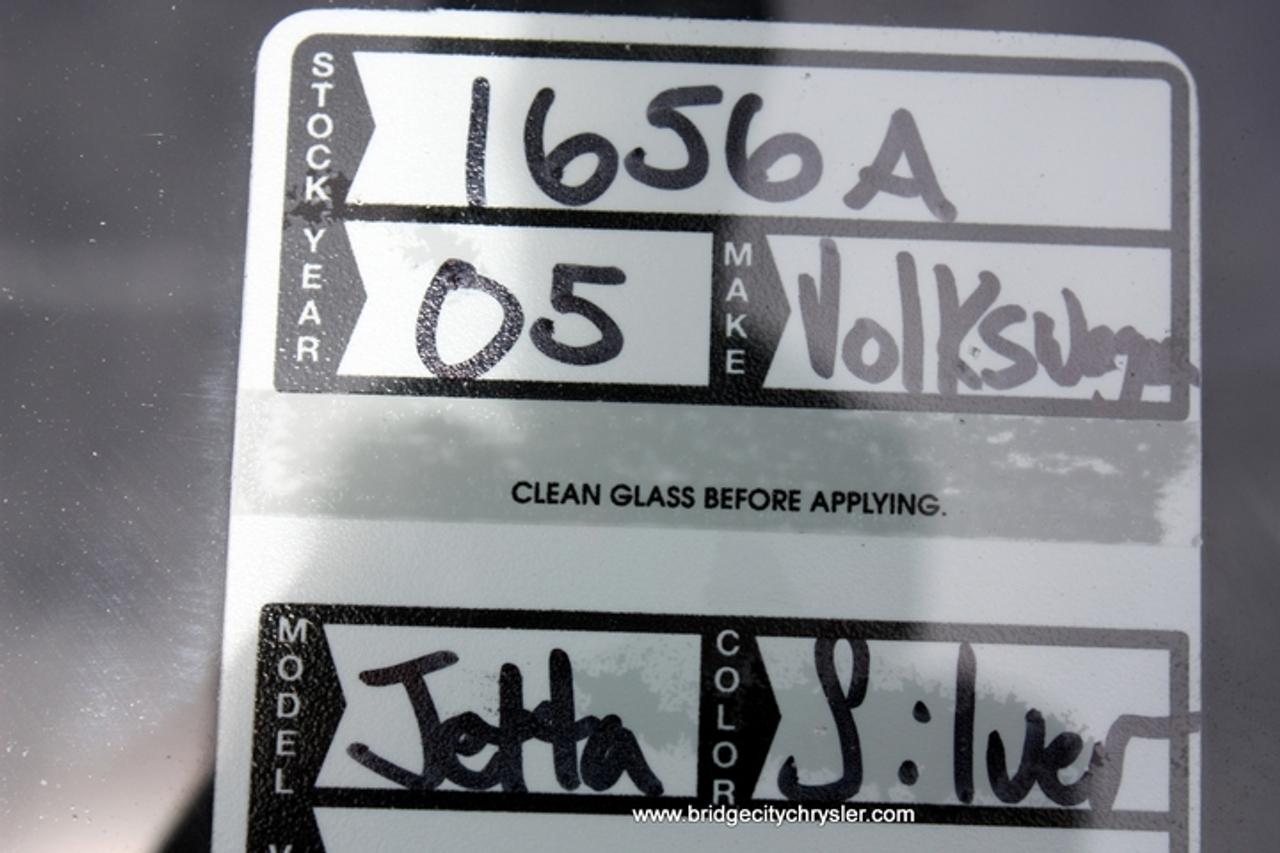 STOCK 1656A
YEAR 05 MAKE Volkswagen
CLEAN GLASS BEFORE APPLYING.
MODEL Jetta COLOR Silver
www.bridgecitychrysler.com